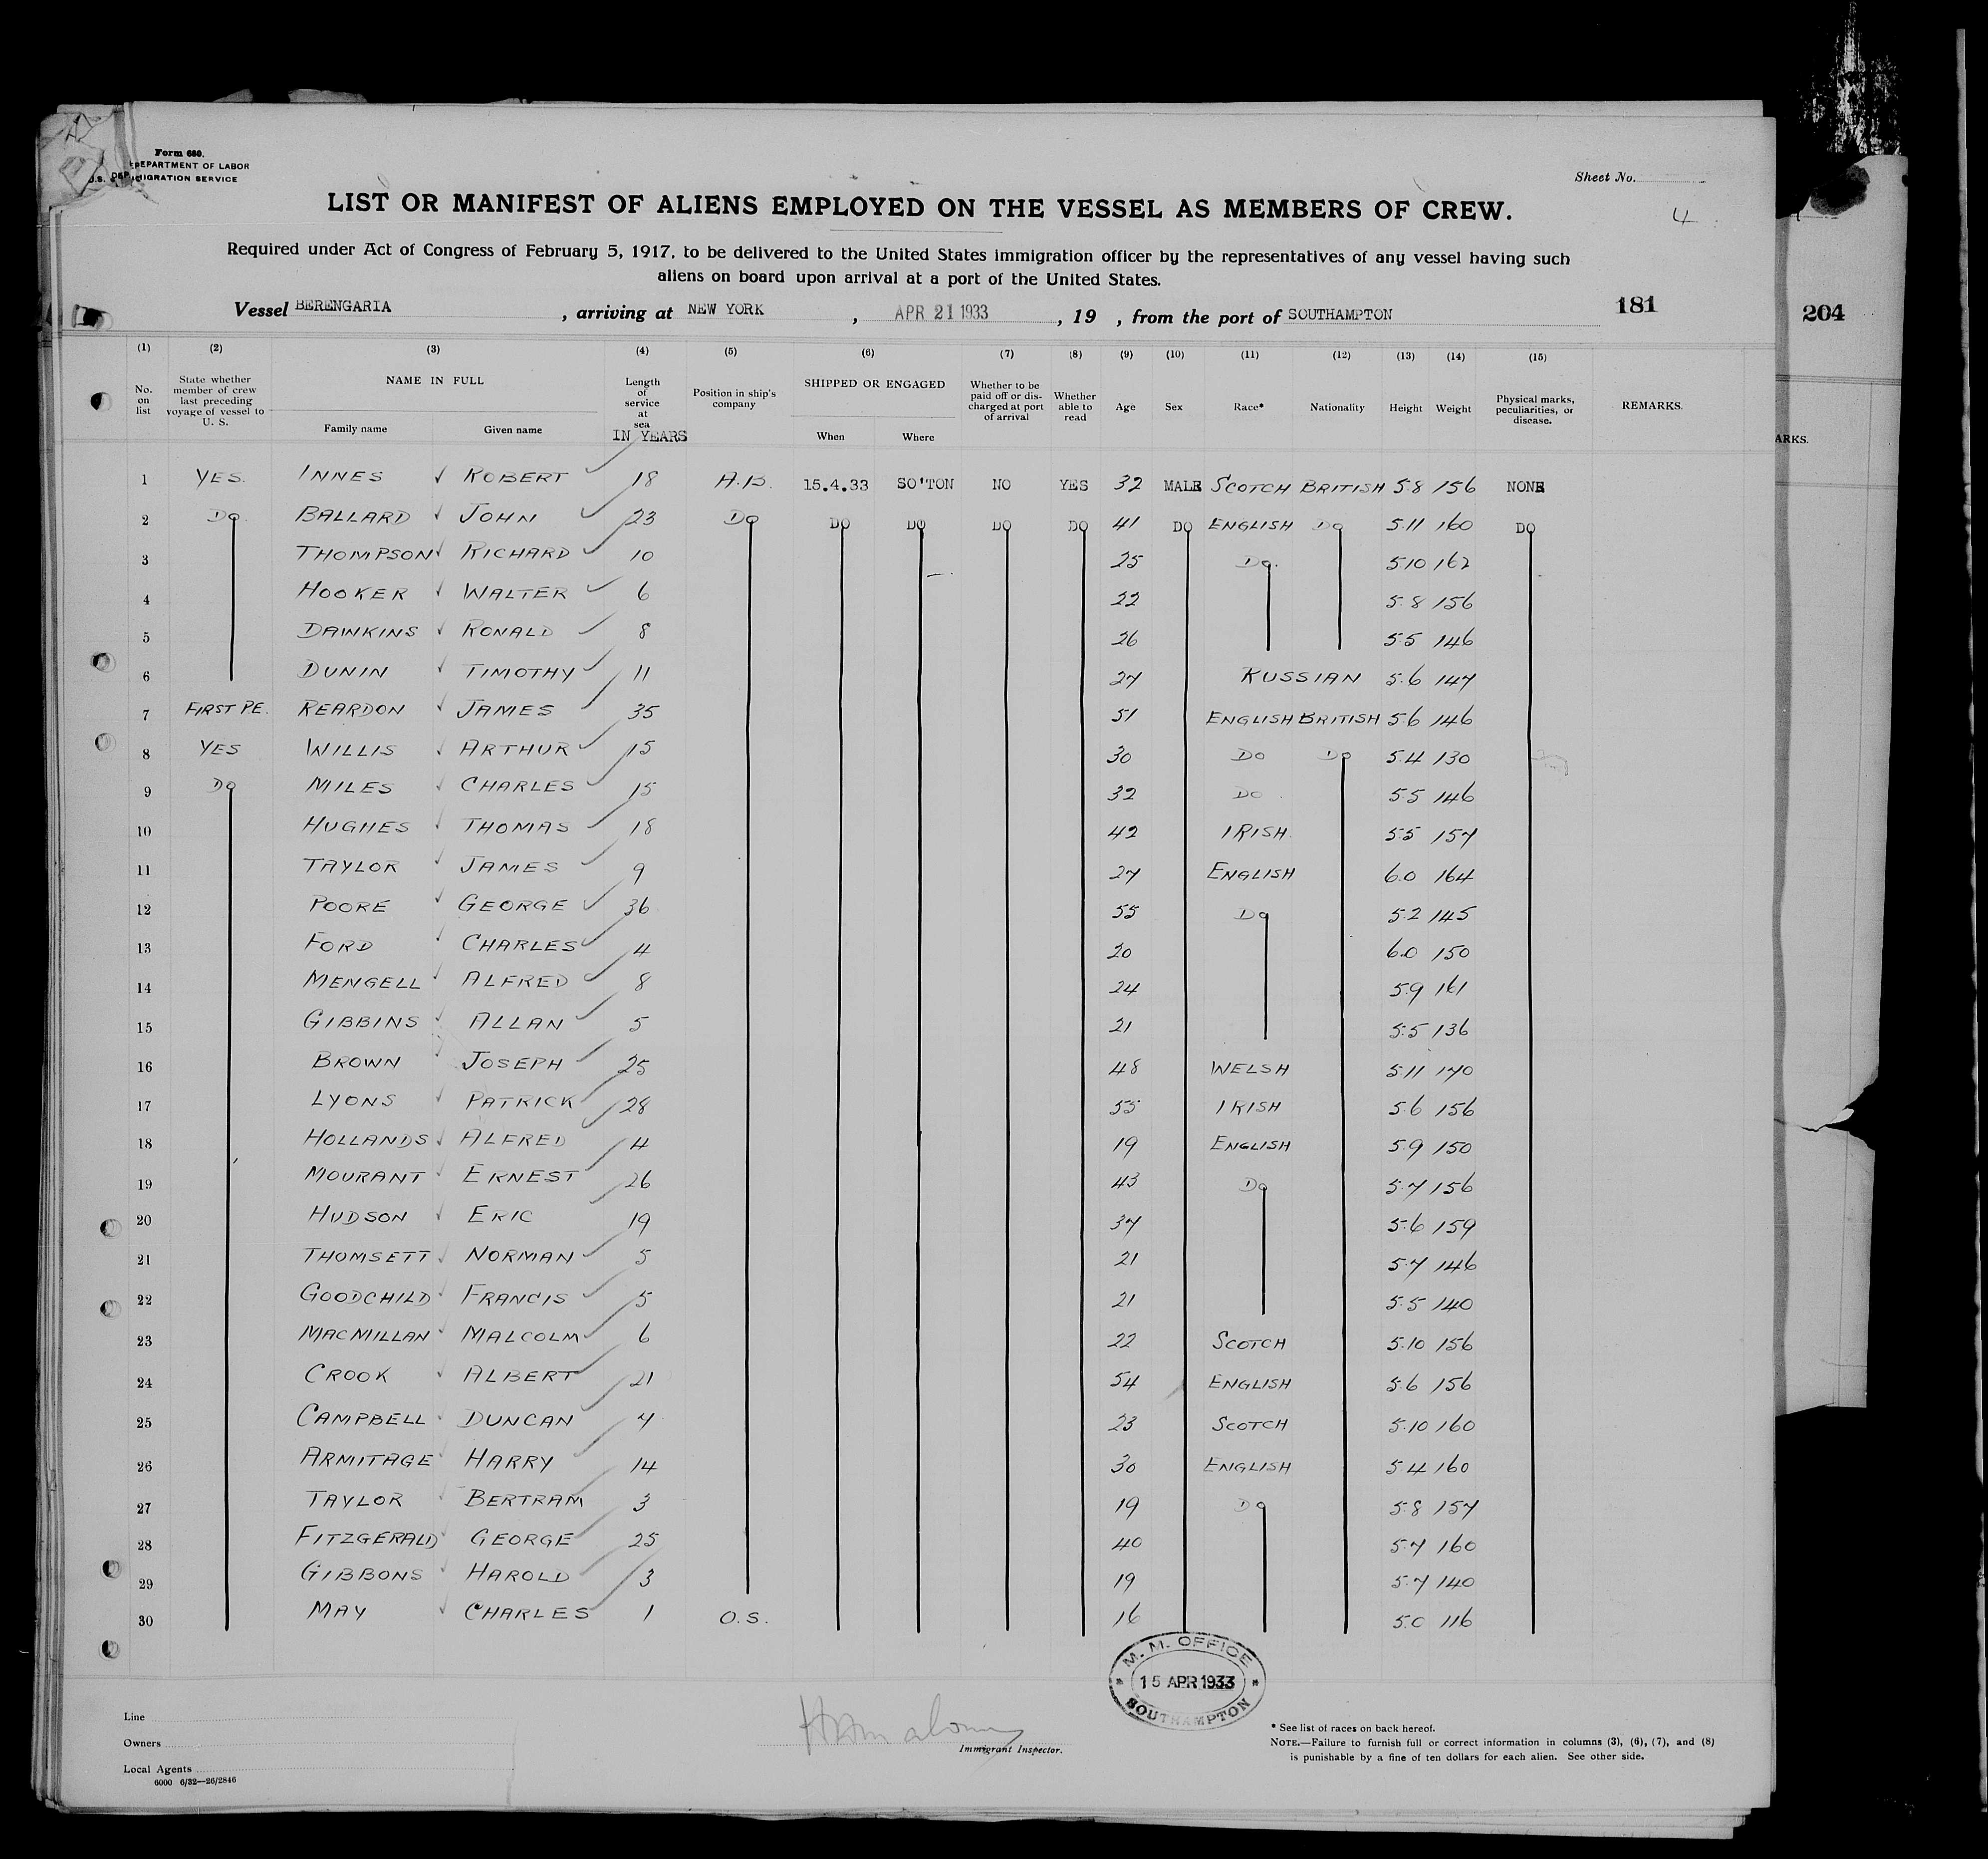 Form 680.
DEPARTMENT OF LABOR
IMMIGRATION SERVICE
Sheet No.
4
LIST OR MANIFEST OF ALIENS EMPLOYED ON THE VESSEL AS MEMBERS OF CREW.
Required under Act of Congress of February 5, 1917, to be delivered to the United States immigration officer by the representatives of any vessel having such
aliens on board upon arrival at a port of the United States.
Vessel BERENGARIA, arriving at NEW YORK, APR 21 1933, 19 , from the port of SOUTHAMPTON 181
204
(1) (2) (3) (4) (5) (6) (7) (8) (9) (10) (11) (12) (13) (14) (15)
No. on list State whether member of crew last preceding voyage of vessel to U. S. NAME IN FULL Family name Given name Length of service at sea IN YEARS Position in ship's company SHIPPED OR ENGAGED When Where Whether to be paid off or discharged at port of arrival Whether able to read Age Sex Race* Nationality Height Weight Physical marks, peculiarities, or disease. REMARKS.
ARKS.
1 YES. INNES ROBERT 18 A.B. 15.4.33 SO'TON NO YES 32 MALE SCOTCH BRITISH 5.8 156 NONE
2 DO BALLARD JOHN 23 DO DO DO DO DO 41 DO ENGLISH DO 5.11 160 DO
3 THOMPSON RICHARD 10 25 DO. 5.10 162
4 HOOKER WALTER 6 22 5.8 156
5 DAWKINS RONALD 8 26 5.5 146
6 DUNIN TIMOTHY 11 27 RUSSIAN 5.6 147
7 FIRST P.E. REARDON JAMES 35 51 ENGLISH BRITISH 5.6 146
8 YES WILLIS ARTHUR 15 30 DO DO 5.4 130
9 DO MILES CHARLES 15 32 DO 5.5 146
10 HUGHES THOMAS 18 42 IRISH. 5.5 157
11 TAYLOR JAMES 9 27 ENGLISH 6.0 164
12 POORE GEORGE 36 55 DO 5.2 145
13 FORD CHARLES 4 20 6.0 150
14 MENGELL ALFRED 8 24 5.9 161
15 GIBBINS ALLAN 5 21 5.5 136
16 BROWN JOSEPH 25 48 WELSH 5.11 170
17 LYONS PATRICK 28 55 IRISH 5.6 156
18 HOLLANDS ALFRED 4 19 ENGLISH 5.9 150
19 MOURANT ERNEST 26 43 DO 5.7 156
20 HUDSON ERIC 19 37 5.6 159
21 THOMSETT NORMAN 5 21 5.7 146
22 GOODCHILD FRANCIS 5 21 5.5 140
23 MACMILLAN MALCOLM 6 22 SCOTCH 5.10 156
24 CROOK ALBERT 21 54 ENGLISH 5.6 156
25 CAMPBELL DUNCAN 7 23 SCOTCH 5.10 160
26 ARMITAGE HARRY 14 30 ENGLISH 5.4 160
27 TAYLOR BERTRAM 3 19 DO 5.8 157
28 FITZGERALD GEORGE 25 40 5.7 160
29 GIBBONS HAROLD 3 19 5.7 140
30 MAY CHARLES 1 O.S. 16 5.0 116
M. M. OFFICE
15 APR 1933
SOUTHAMPTON
Line
Owners
Local Agents
6000 6/32—26/2846
Immigrant Inspector.
* See list of races on back hereof.
NOTE.—Failure to furnish full or correct information in columns (3), (6), (7), and (8)
is punishable by a fine of ten dollars for each alien. See other side.